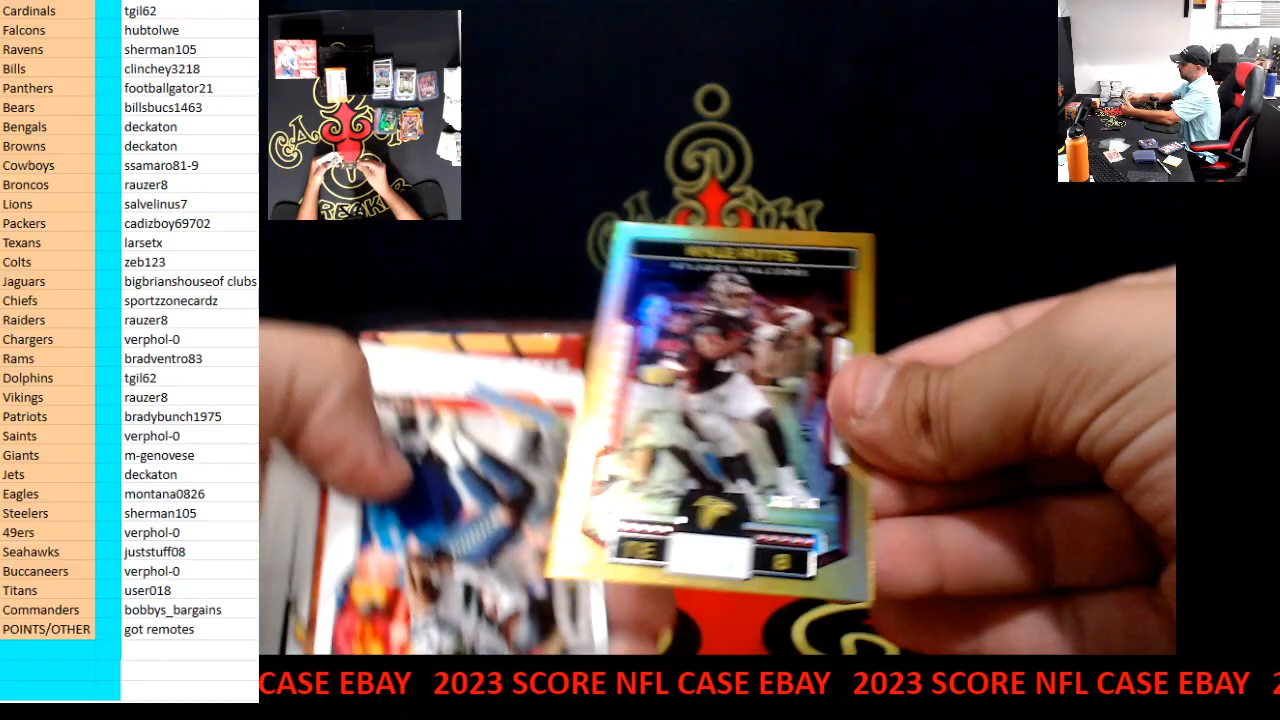 Cardinals tgil62
Falcons hubtolwe
Ravens sherman105
Bills clinchey3218
Panthers footballgator21
Bears billsbucs1463
Bengals deckaton
Browns deckaton
Cowboys ssamaro81-9
Broncos rauzer8
Lions salvelinus7
Packers cadizboy69702
Texans larsetx
Colts zeb123
Jaguars bigbrianshouseof clubs
Chiefs sportzzonecardz
Raiders rauzer8
Chargers verphol-0
Rams bradventro83
Dolphins tgil62
Vikings rauzer8
Patriots bradybunch1975
Saints verphol-0
Giants m-genovese
Jets deckaton
Eagles montana0826
Steelers sherman105
49ers verphol-0
Seahawks juststuff08
Buccaneers verphol-0
Titans user018
Commanders bobbys_bargains
POINTS/OTHER got remotes
CASE EBAY 2023 SCORE NFL CASE EBAY 2023 SCORE NFL CASE EBAY